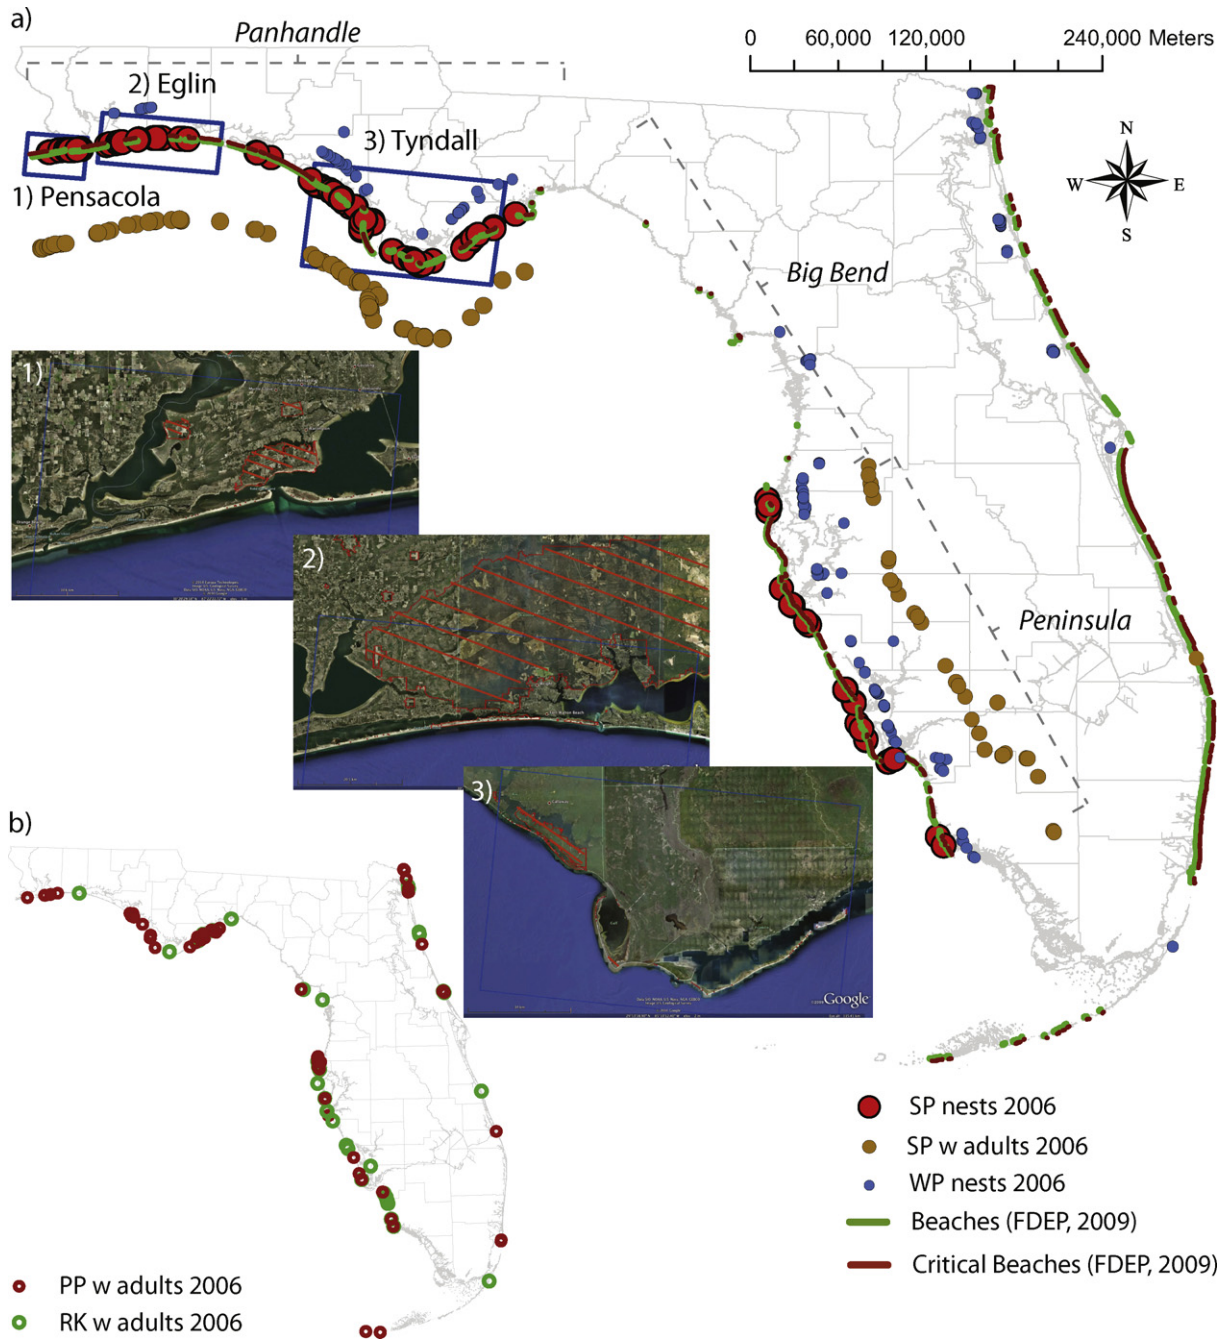 a)
Panhandle
0 60,000 120,000 240,000 Meters
2) Eglin
3) Tyndall
N
W E
S
1) Pensacola
Big Bend
1)
2)
Peninsula
3)
Google
b)
SP nests 2006
SP w adults 2006
WP nests 2006
Beaches (FDEP, 2009)
Critical Beaches (FDEP, 2009)
PP w adults 2006
RK w adults 2006